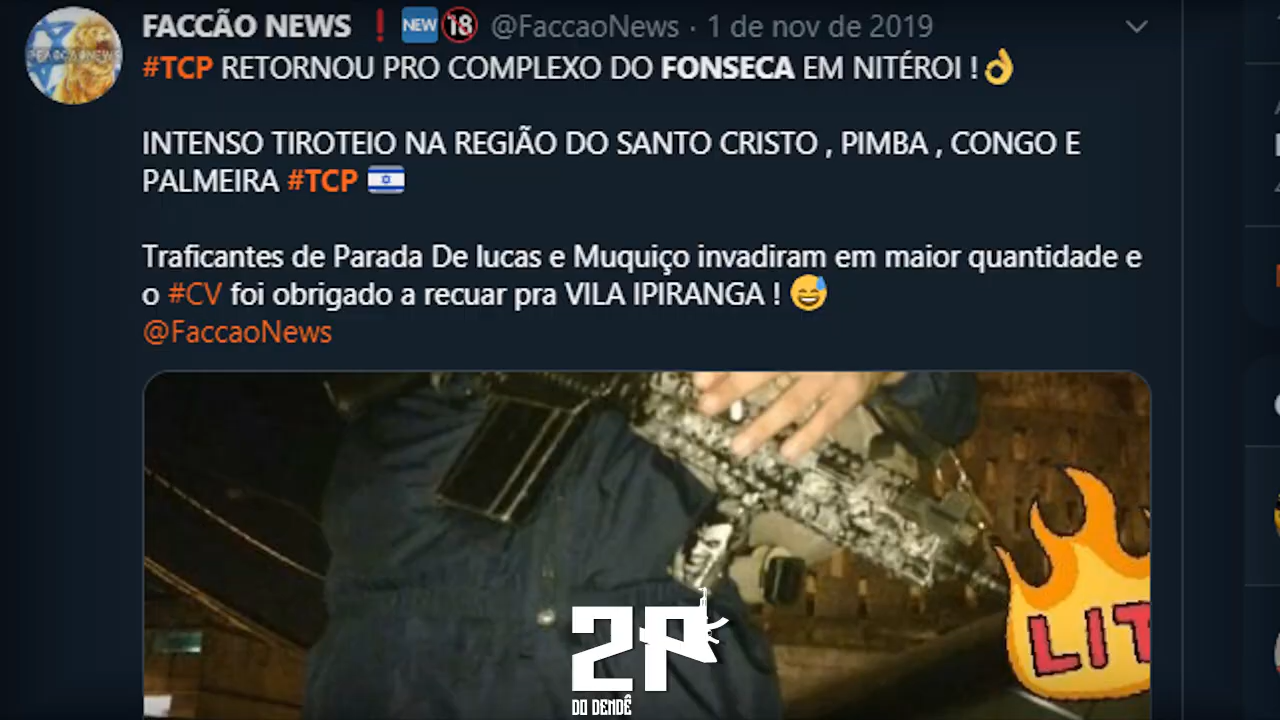 FACCÃO NEWS ❗ NEW 18 @FaccaoNews · 1 de nov de 2019
#TCP RETORNOU PRO COMPLEXO DO FONSECA EM NITÉROI ! 👌
INTENSO TIROTEIO NA REGIÃO DO SANTO CRISTO , PIMBA , CONGO E
PALMEIRA #TCP 🇮🇱
Traficantes de Parada De lucas e Muquiço invadiram em maior quantidade e
o #CV foi obrigado a recuar pra VILA IPIRANGA ! 😅
@FaccaoNews
LIT
2P
DO DENDÊ